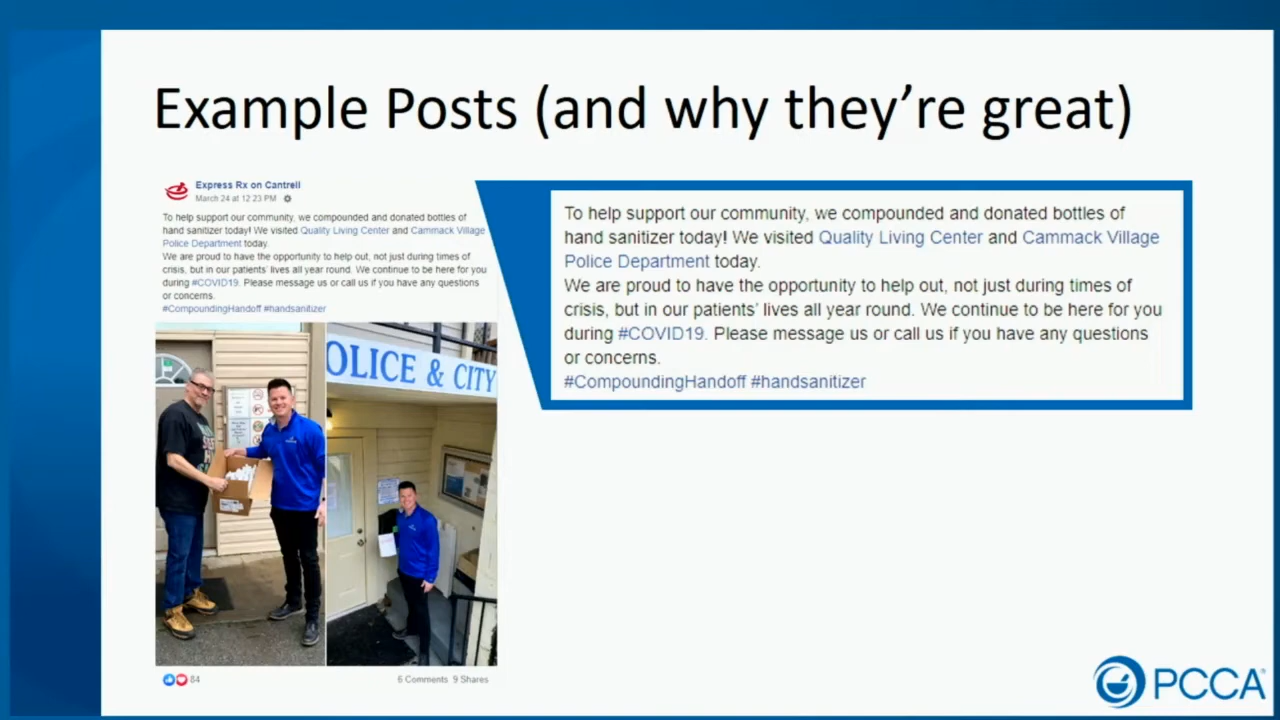 Example Posts (and why they're great)
Express Rx on Cantrell
March 24 at 12:23 PM
To help support our community, we compounded and donated bottles of
hand sanitizer today! We visited Quality Living Center and Cammack Village
Police Department today.
We are proud to have the opportunity to help out, not just during times of
crisis, but in our patients' lives all year round. We continue to be here for you
during #COVID19. Please message us or call us if you have any questions
or concerns.
#CompoundingHandoff #handsanitizer
OLICE & CITY
84
6 Comments 9 Shares
To help support our community, we compounded and donated bottles of
hand sanitizer today! We visited Quality Living Center and Cammack Village
Police Department today.
We are proud to have the opportunity to help out, not just during times of
crisis, but in our patients' lives all year round. We continue to be here for you
during #COVID19. Please message us or call us if you have any questions
or concerns.
#CompoundingHandoff #handsanitizer
PCCA®